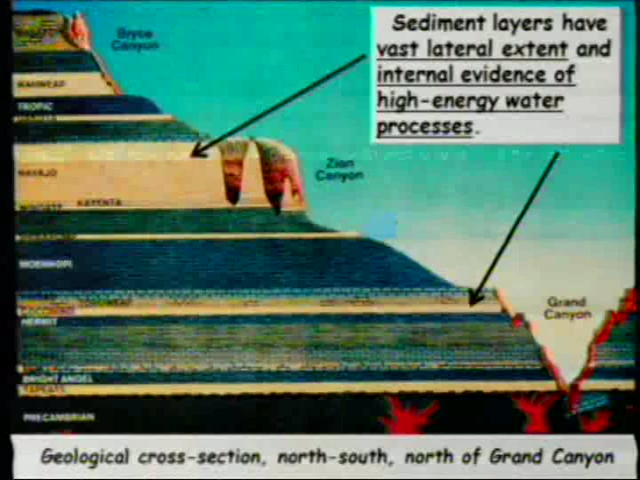 Sediment layers have
vast lateral extent and
internal evidence of
high-energy water
processes.
Bryce
Canyon
WAHWEAP
TROPIC
Zion
Canyon
NAVAJO
KAYENTA
MOENKOPI
Grand
Canyon
HERMIT
BRIGHT ANGEL
TAPEATS
PRECAMBRIAN
Geological cross-section, north-south, north of Grand Canyon